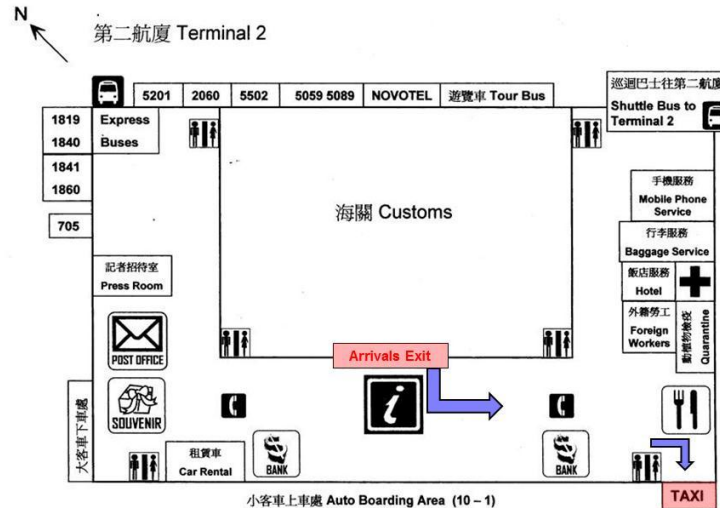 N
第二航廈 Terminal 2
巡迴巴士往第二航廈
Shuttle Bus to
Terminal 2
5201
2060
5502
5059 5089
NOVOTEL
遊覽車 Tour Bus
1819
1840
Express
Buses
1841
1860
705
海關 Customs
手機服務
Mobile Phone
Service
行李服務
Baggage Service
飯店服務
Hotel
外籍勞工
Foreign
Workers
動植物檢疫
Quarantine
記者招待室
Press Room
POST OFFICE
Arrivals Exit
i
SOUVENIR
大客車下車處
租賃車
Car Rental
$
BANK
$
BANK
小客車上車處 Auto Boarding Area (10 – 1)
TAXI